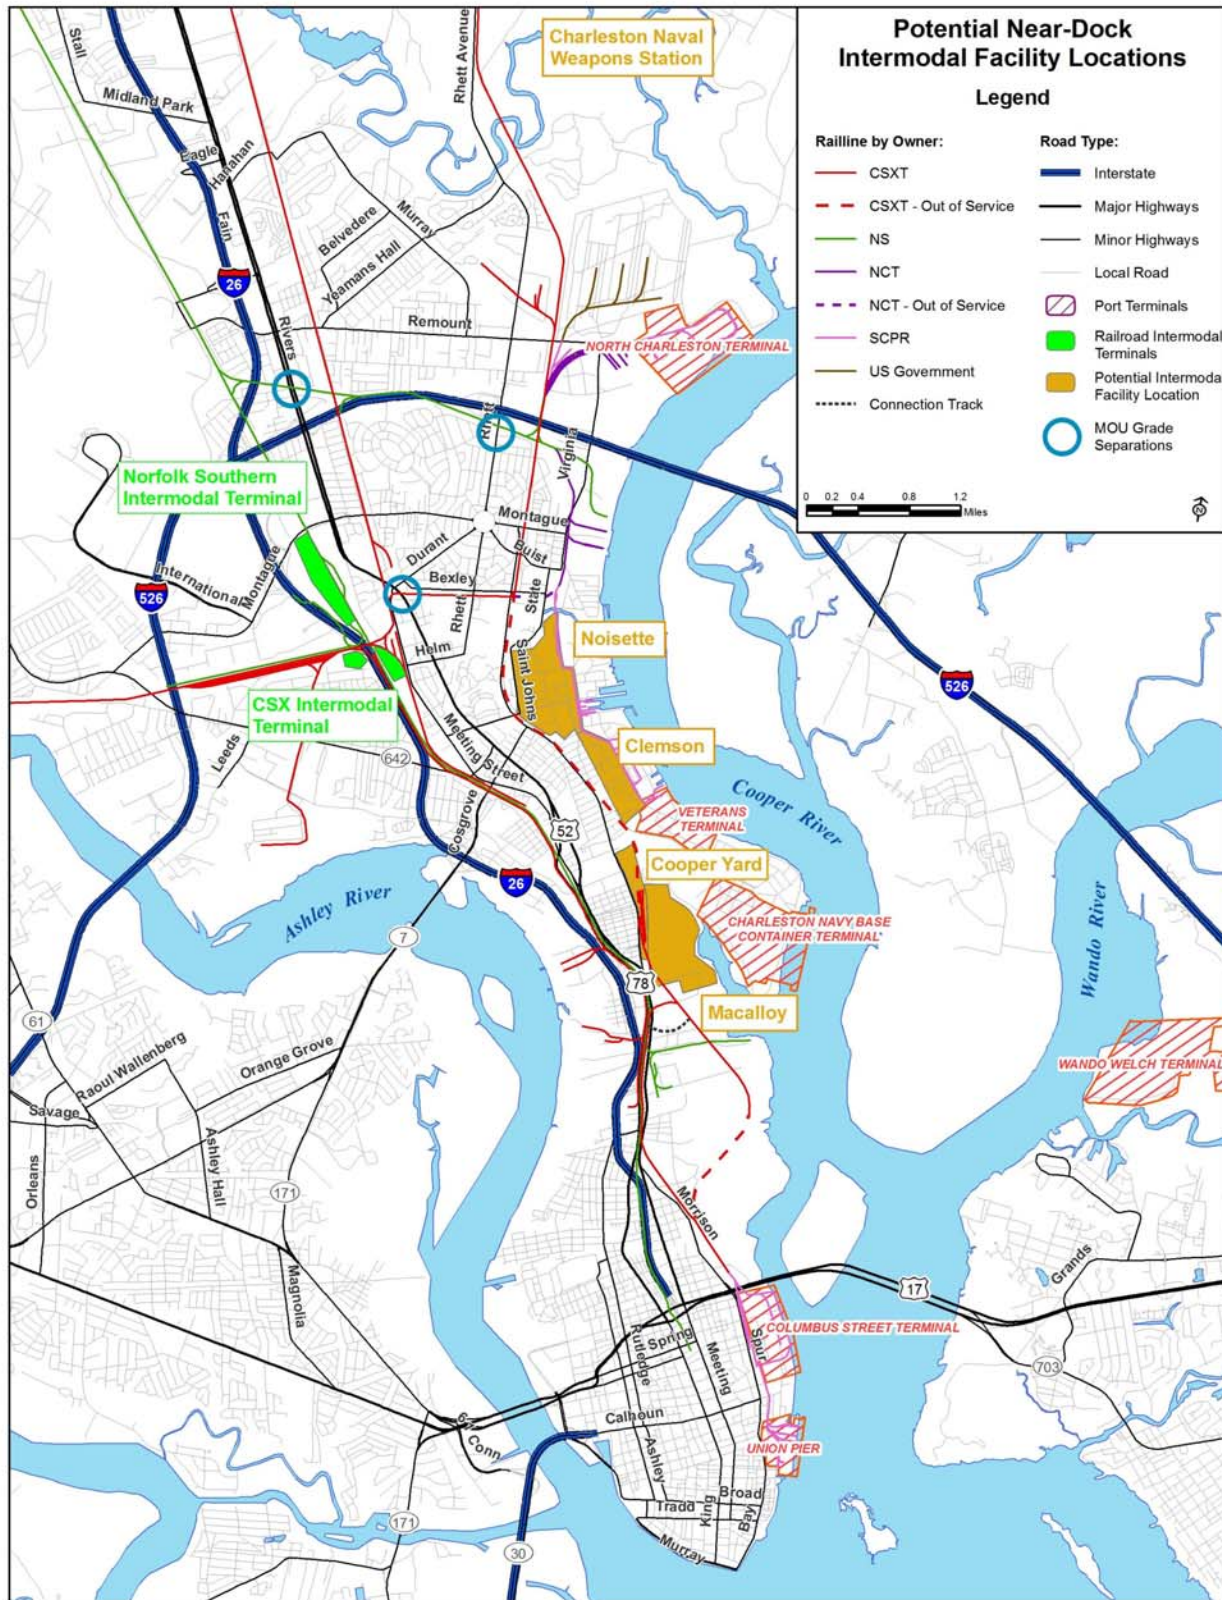 Potential Near-Dock
Intermodal Facility Locations
Legend
Railline by Owner:
CSXT
CSXT - Out of Service
NS
NCT
NCT - Out of Service
SCPR
US Government
Connection Track
Road Type:
Interstate
Major Highways
Minor Highways
Local Road
Port Terminals
Railroad Intermodal
Terminals
Potential Intermoda
Facility Location
MOU Grade
Separations
0 0.2 0.4 0.8 1.2
Miles
N
Charleston Naval
Weapons Station
Stall
Midland Park
Rhett Avenue
Eagle
Hanahan
Fain
Belvedere
Murray
Yeamans Hall
26
Rivers
Remount
NORTH CHARLESTON TERMINAL
Rhett
Virginia
Norfolk Southern
Intermodal Terminal
Montague
Durant
Buist
International
Montague
Bexley
526
Rhett
State
Noisette
Helm
Saint Johns
526
CSX Intermodal
Terminal
Leeds
642
Meeting Street
Clemson
Cosgrove
52
Cooper River
VETERANS
TERMINAL
Cooper Yard
26
Ashley River
7
CHARLESTON NAVY BASE
CONTAINER TERMINAL
Wando River
78
Macalloy
61
Raoul Wallenberg
Orange Grove
WANDO WELCH TERMINAL
Savage
Orleans
Ashley Hall
171
Morrison
Magnolia
17
Grands
COLUMBUS STREET TERMINAL
Spur
Spring
Rutledge
Meeting
703
Calhoun
61
Conn
UNION PIER
Ashley
Broad
Tradd
King
Bay
171
Murray
30